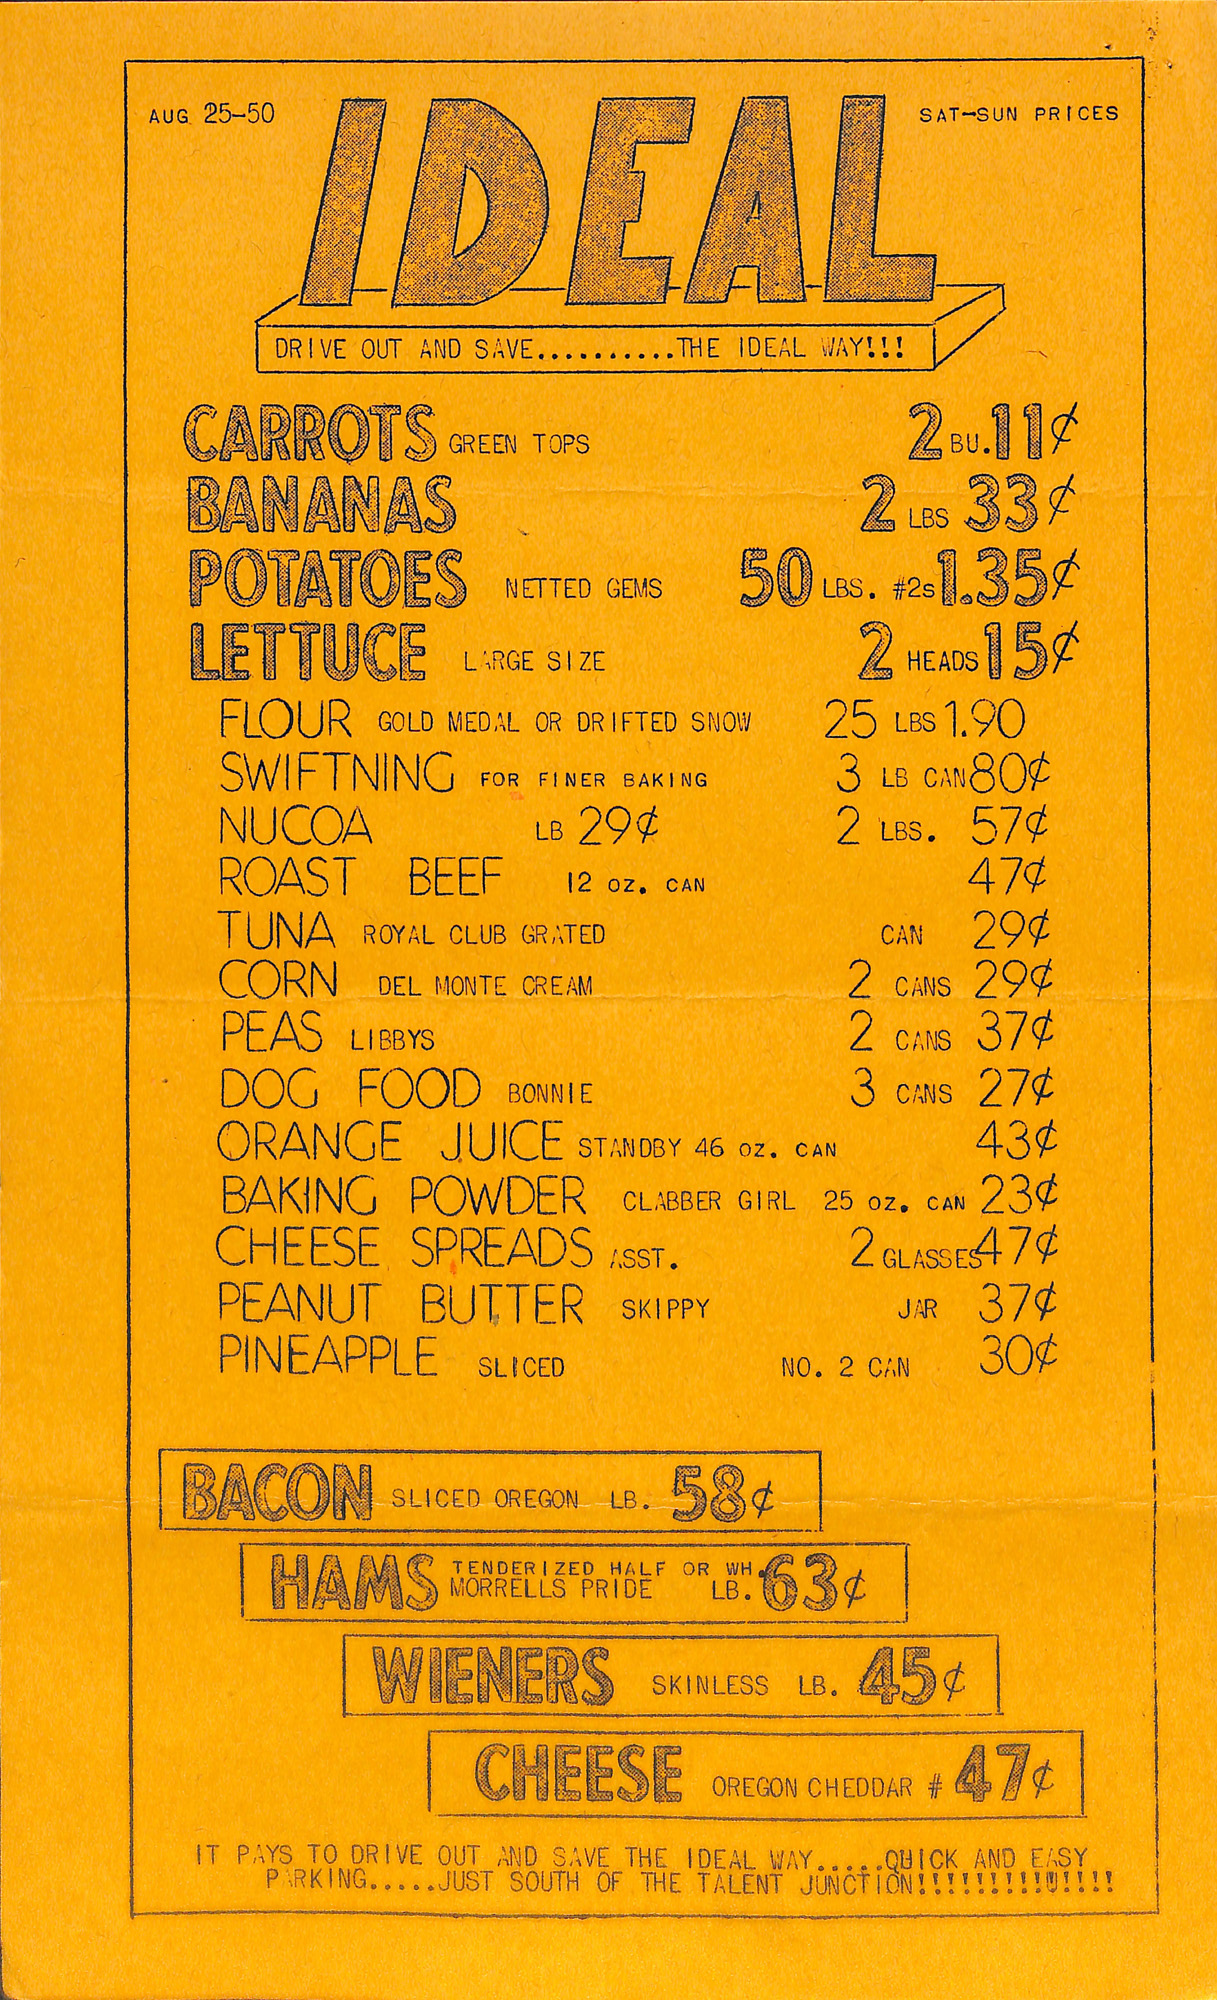 AUG 25-50
SAT-SUN PRICES
IDEAL
DRIVE OUT AND SAVE..........THE IDEAL WAY!!!
CARROTS GREEN TOPS 2 BU. 11¢
BANANAS 2 LBS 33¢
POTATOES NETTED GEMS 50 LBS. #2s 1.35¢
LETTUCE LARGE SIZE 2 HEADS 15¢
FLOUR GOLD MEDAL OR DRIFTED SNOW 25 LBS 1.90
SWIFTNING FOR FINER BAKING 3 LB CAN 80¢
NUCOA LB 29¢ 2 LBS. 57¢
ROAST BEEF 12 oz. CAN 47¢
TUNA ROYAL CLUB GRATED CAN 29¢
CORN DEL MONTE CREAM 2 CANS 29¢
PEAS LIBBYS 2 CANS 37¢
DOG FOOD BONNIE 3 CANS 27¢
ORANGE JUICE STANDBY 46 oz. CAN 43¢
BAKING POWDER CLABBER GIRL 25 oz. CAN 23¢
CHEESE SPREADS ASST. 2 GLASSES 47¢
PEANUT BUTTER SKIPPY JAR 37¢
PINEAPPLE SLICED NO. 2 CAN 30¢
BACON SLICED OREGON LB. 58¢
HAMS TENDERIZED HALF OR WH.
MORRELLS PRIDE LB. 63¢
WIENERS SKINLESS LB. 45¢
CHEESE OREGON CHEDDAR # 47¢
IT PAYS TO DRIVE OUT AND SAVE THE IDEAL WAY.....QUICK AND EASY
PARKING.....JUST SOUTH OF THE TALENT JUNCTION!!!!!!!!!!!!!!